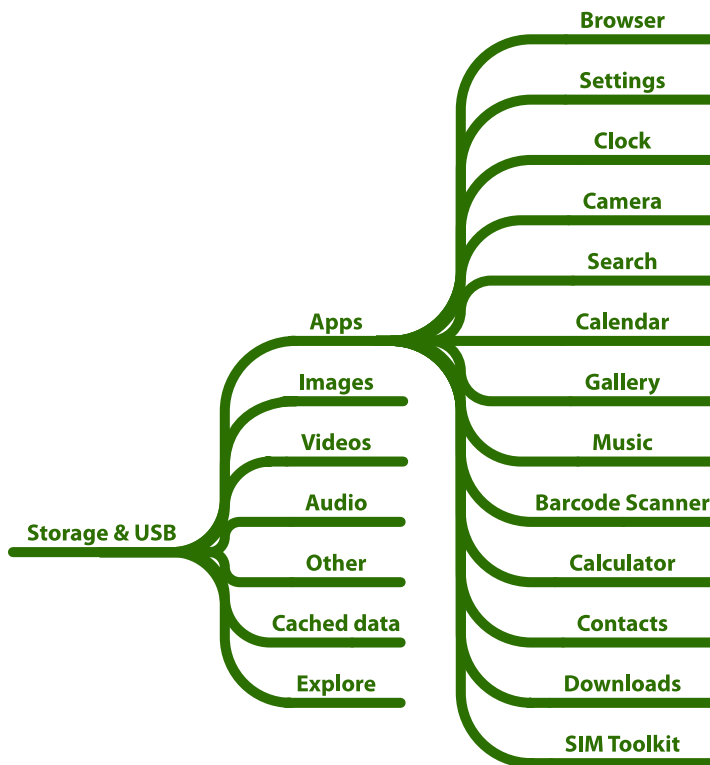 Storage & USB
Apps
Images
Videos
Audio
Other
Cached data
Explore
Browser
Settings
Clock
Camera
Search
Calendar
Gallery
Music
Barcode Scanner
Calculator
Contacts
Downloads
SIM Toolkit